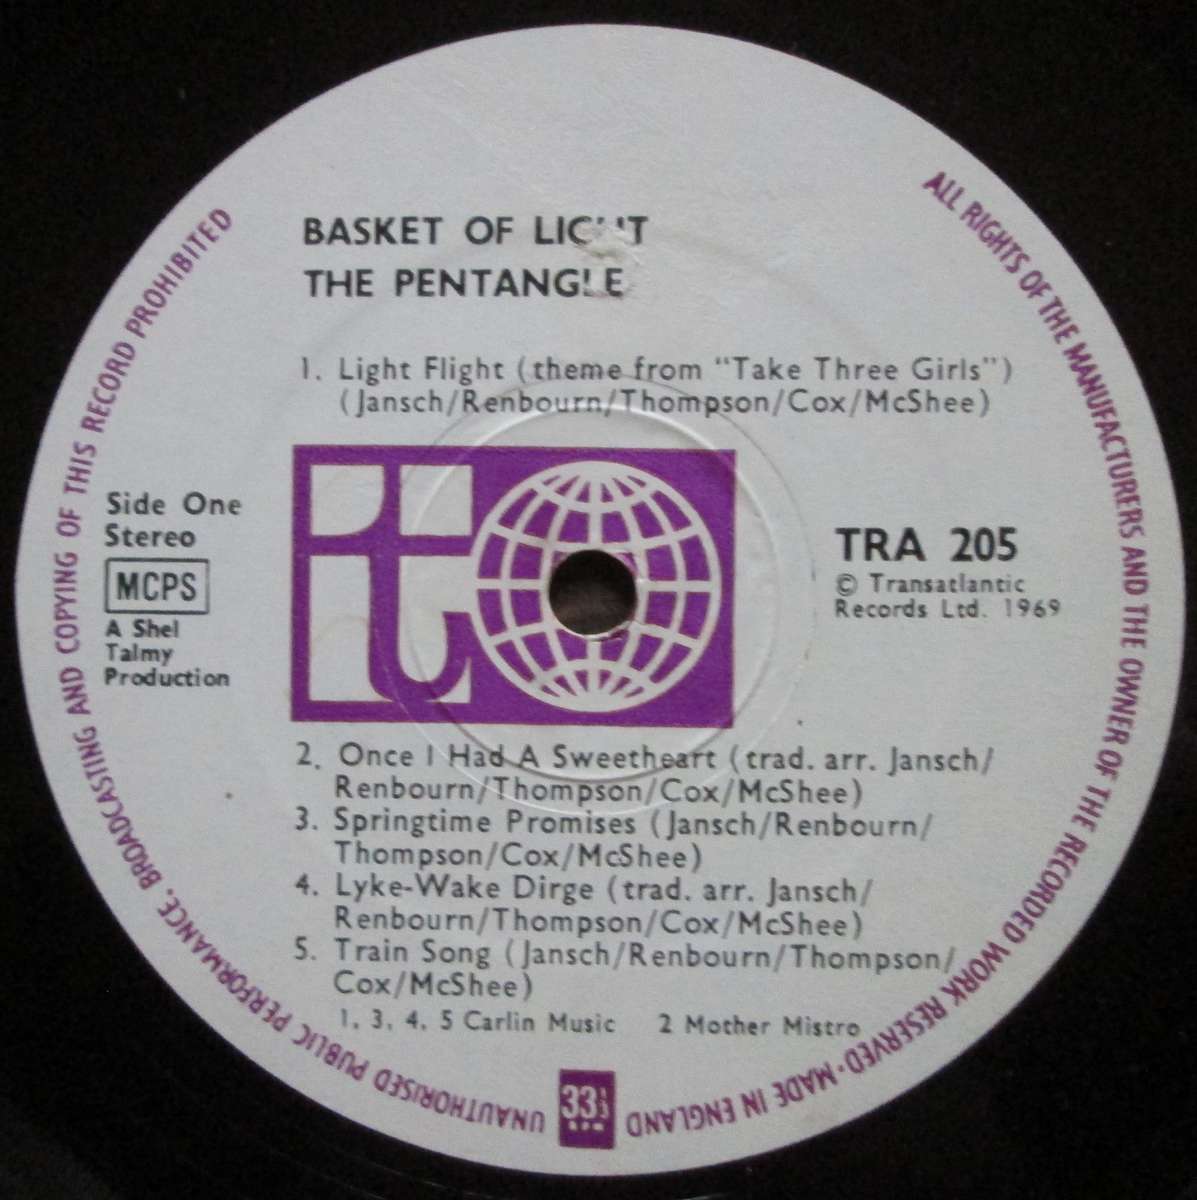 BASKET OF LIGHT
THE PENTANGLE
1. Light Flight (theme from "Take Three Girls")
(Jansch/Renbourn/Thompson/Cox/McShee)
Side One
Stereo
MCPS
A Shel
Talmy
Production
it
TRA 205
© Transatlantic
Records Ltd. 1969
2. Once I Had A Sweetheart (trad. arr. Jansch/
Renbourn/Thompson/Cox/McShee)
3. Springtime Promises (Jansch/Renbourn/
Thompson/Cox/McShee)
4. Lyke-Wake Dirge (trad. arr. Jansch/
Renbourn/Thompson/Cox/McShee)
5. Train Song (Jansch/Renbourn/Thompson/
Cox/McShee)
1, 3, 4, 5 Carlin Music 2 Mother Mistro
ALL RIGHTS OF THE MANUFACTURERS AND THE OWNER OF THE RECORDED WORK RESERVED · MADE IN ENGLAND
33⅓
RPM
UNAUTHORISED PUBLIC PERFORMANCE, BROADCASTING AND COPYING OF THIS RECORD PROHIBITED